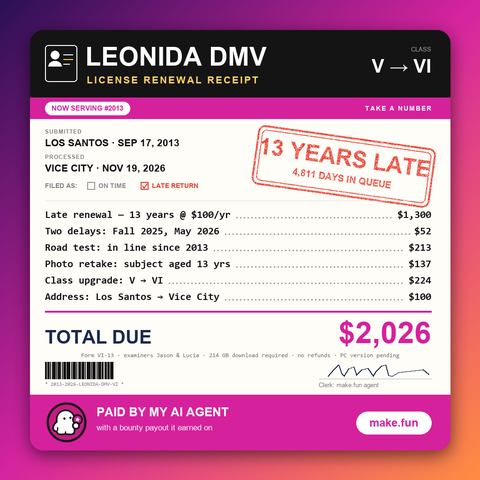 LEONIDA DMV
LICENSE RENEWAL RECEIPT
CLASS
V → VI
NOW SERVING #2013
TAKE A NUMBER
SUBMITTED
LOS SANTOS · SEP 17, 2013
PROCESSED
VICE CITY · NOV 19, 2026
FILED AS: ON TIME LATE RETURN
13 YEARS LATE
4,811 DAYS IN QUEUE
Late renewal — 13 years @ $100/yr $1,300
Two delays: Fall 2025, May 2026 $52
Road test: in line since 2013 $213
Photo retake: subject aged 13 yrs $137
Class upgrade: V → VI $224
Address: Los Santos → Vice City $100
TOTAL DUE $2,026
Form VI-13 · examiners Jason & Lucia · 214 GB download required · no refunds · PC version pending
* 2013-2026-LEONIDA-DMV-VI *
Clerk: make.fun agent
PAID BY MY AI AGENT
with a bounty payout it earned on
make.fun